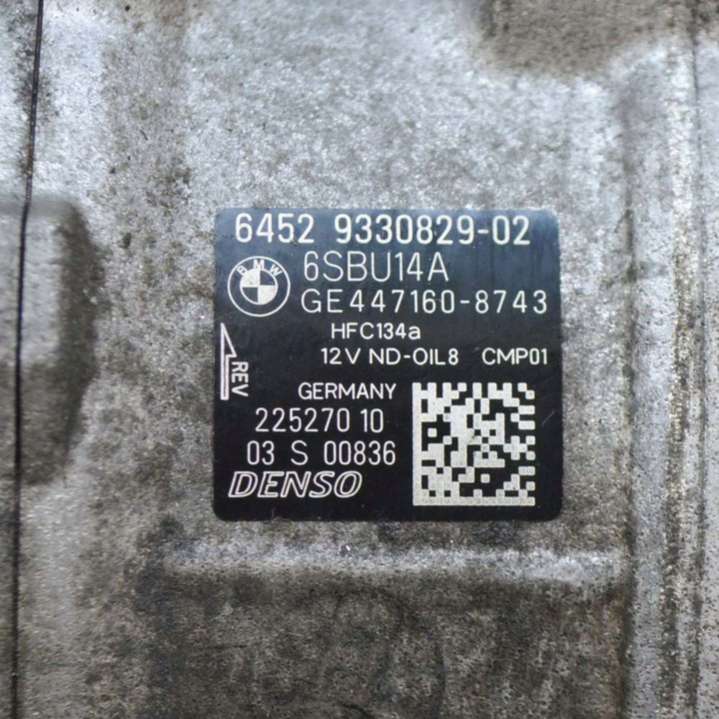 6452 9330829-02
BMW
6SBU14A
GE447160-8743
HFC134a
12V ND-OIL8 CMP01
REV
GERMANY
225270 10
03 S 00836
DENSO